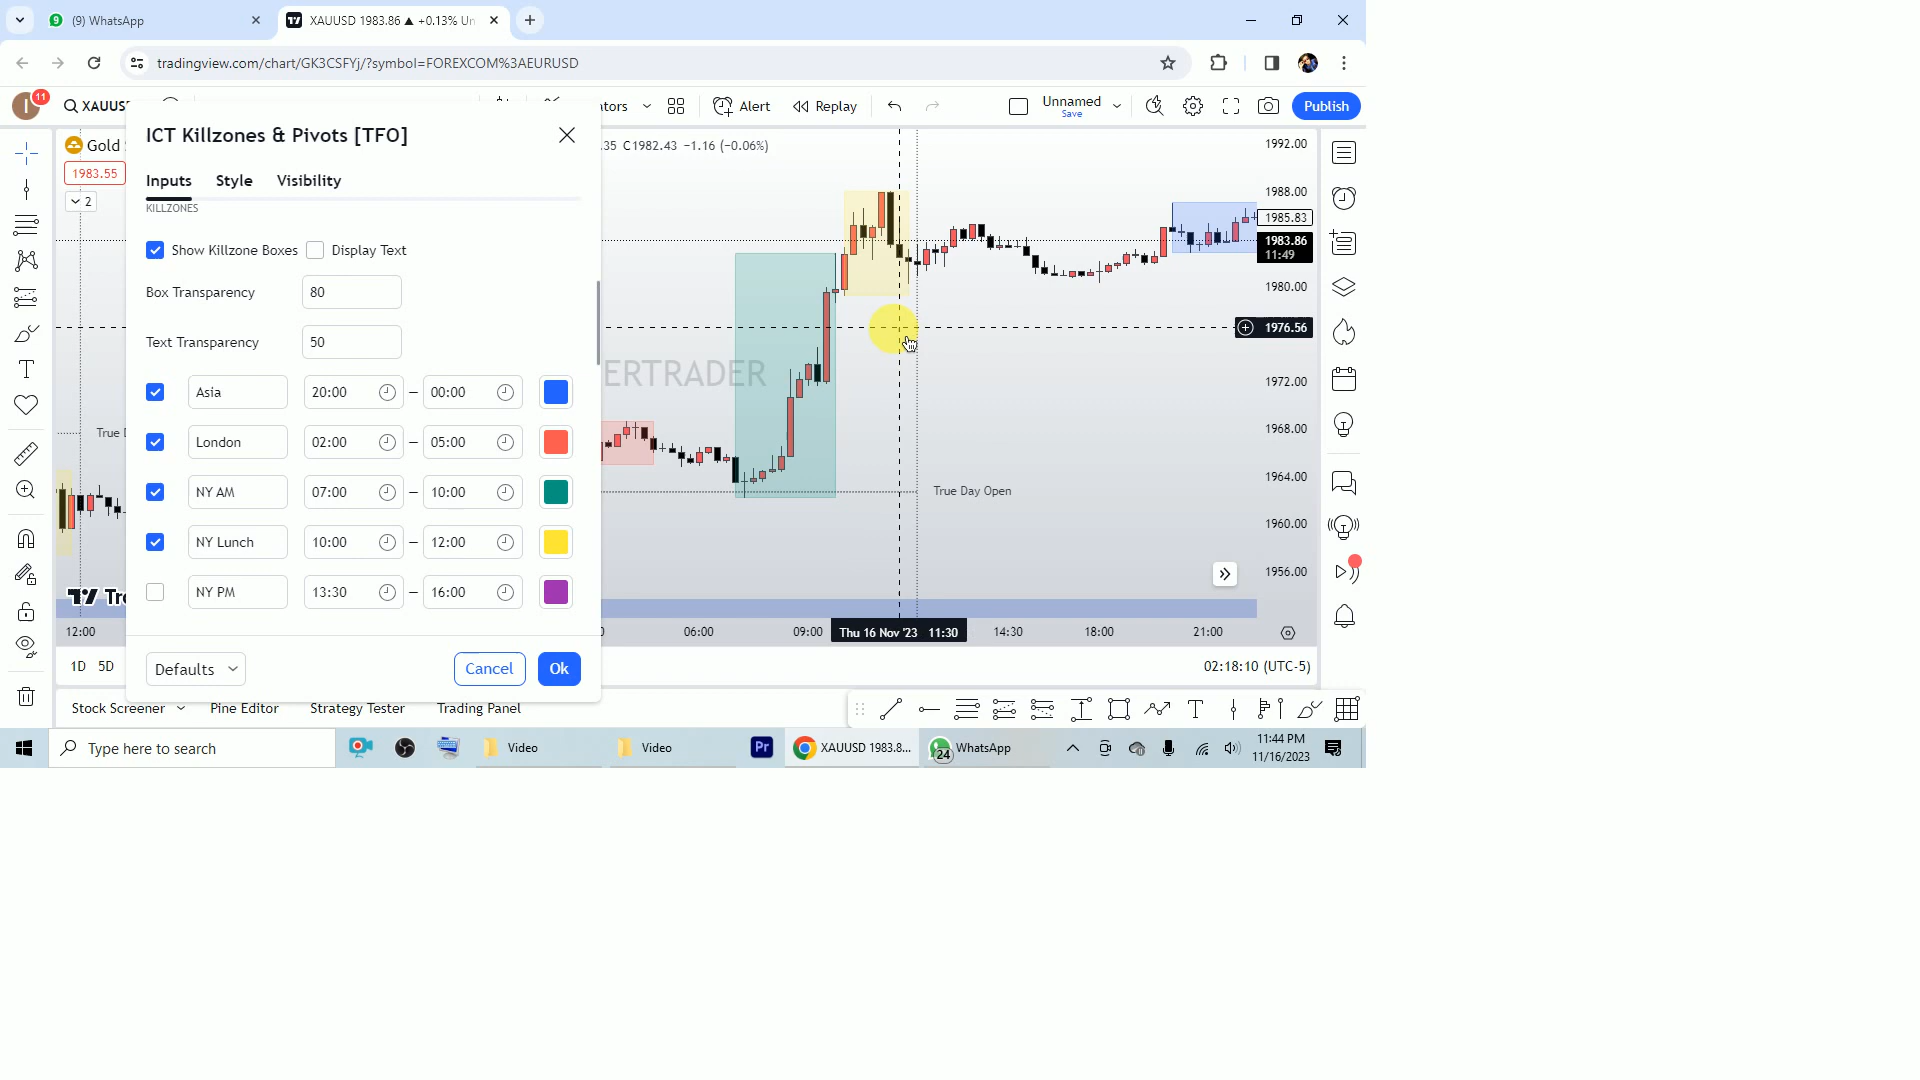 (9) WhatsApp
XAUUSD 1983.86 ▲ +0.13% Un
tradingview.com/chart/GK3CSFYj/?symbol=FOREXCOM%3AEURUSD
I
11
XAUUS
tors
Alert
Replay
Unnamed
Save
Publish
ICT Killzones & Pivots [TFO]
Gold
35 C1982.43 −1.16 (−0.06%)
1983.55
2
Inputs
Style
Visibility
KILLZONES
Show Killzone Boxes
Display Text
Box Transparency
80
Text Transparency
50
Asia
20:00
–
00:00
London
02:00
–
05:00
NY AM
07:00
–
10:00
NY Lunch
10:00
–
12:00
NY PM
13:30
–
16:00
Defaults
Cancel
Ok
ERTRADER
True Day Open
1992.00
1988.00
1985.83
1983.86
11:49
1980.00
1976.56
1972.00
1968.00
1964.00
1960.00
1956.00
12:00
06:00
09:00
Thu 16 Nov '23 11:30
14:30
18:00
21:00
1D 5D
02:18:10 (UTC-5)
Stock Screener
Pine Editor
Strategy Tester
Trading Panel
Type here to search
Video
Video
Pr
XAUUSD 1983.8...
24
WhatsApp
11:44 PM
11/16/2023